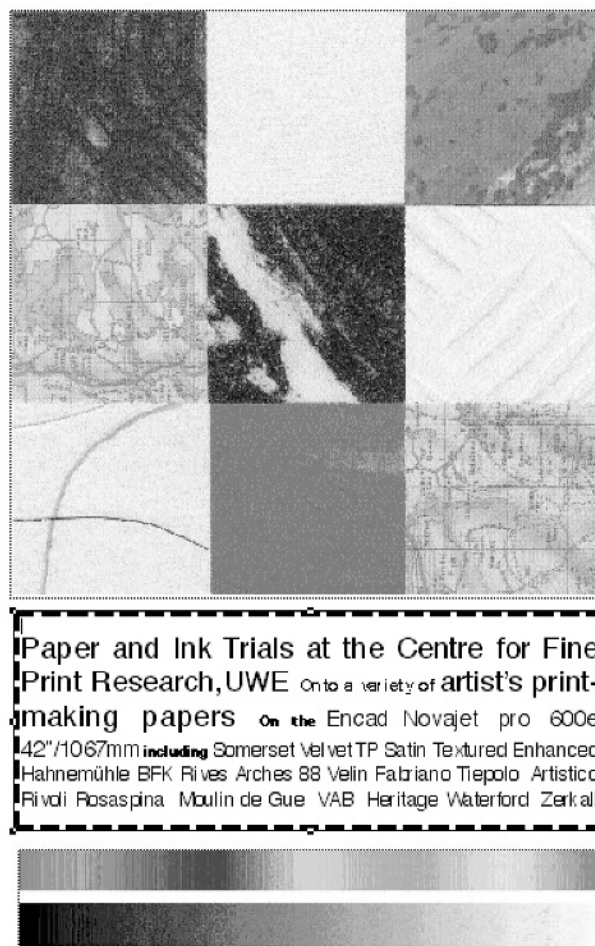 Paper and Ink Trials at the Centre for Fine
Print Research, UWE Onto a variety of artist's print-
making papers On the Encad Novajet pro 600e
42"/1067mm including Somerset Velvet TP Satin Textured Enhanced
Hahnemühle BFK Rives Arches 88 Velin Fabriano Tiepolo Artistico
Rivoli Rosaspina Moulin de Gue VAB Heritage Waterford Zerkall